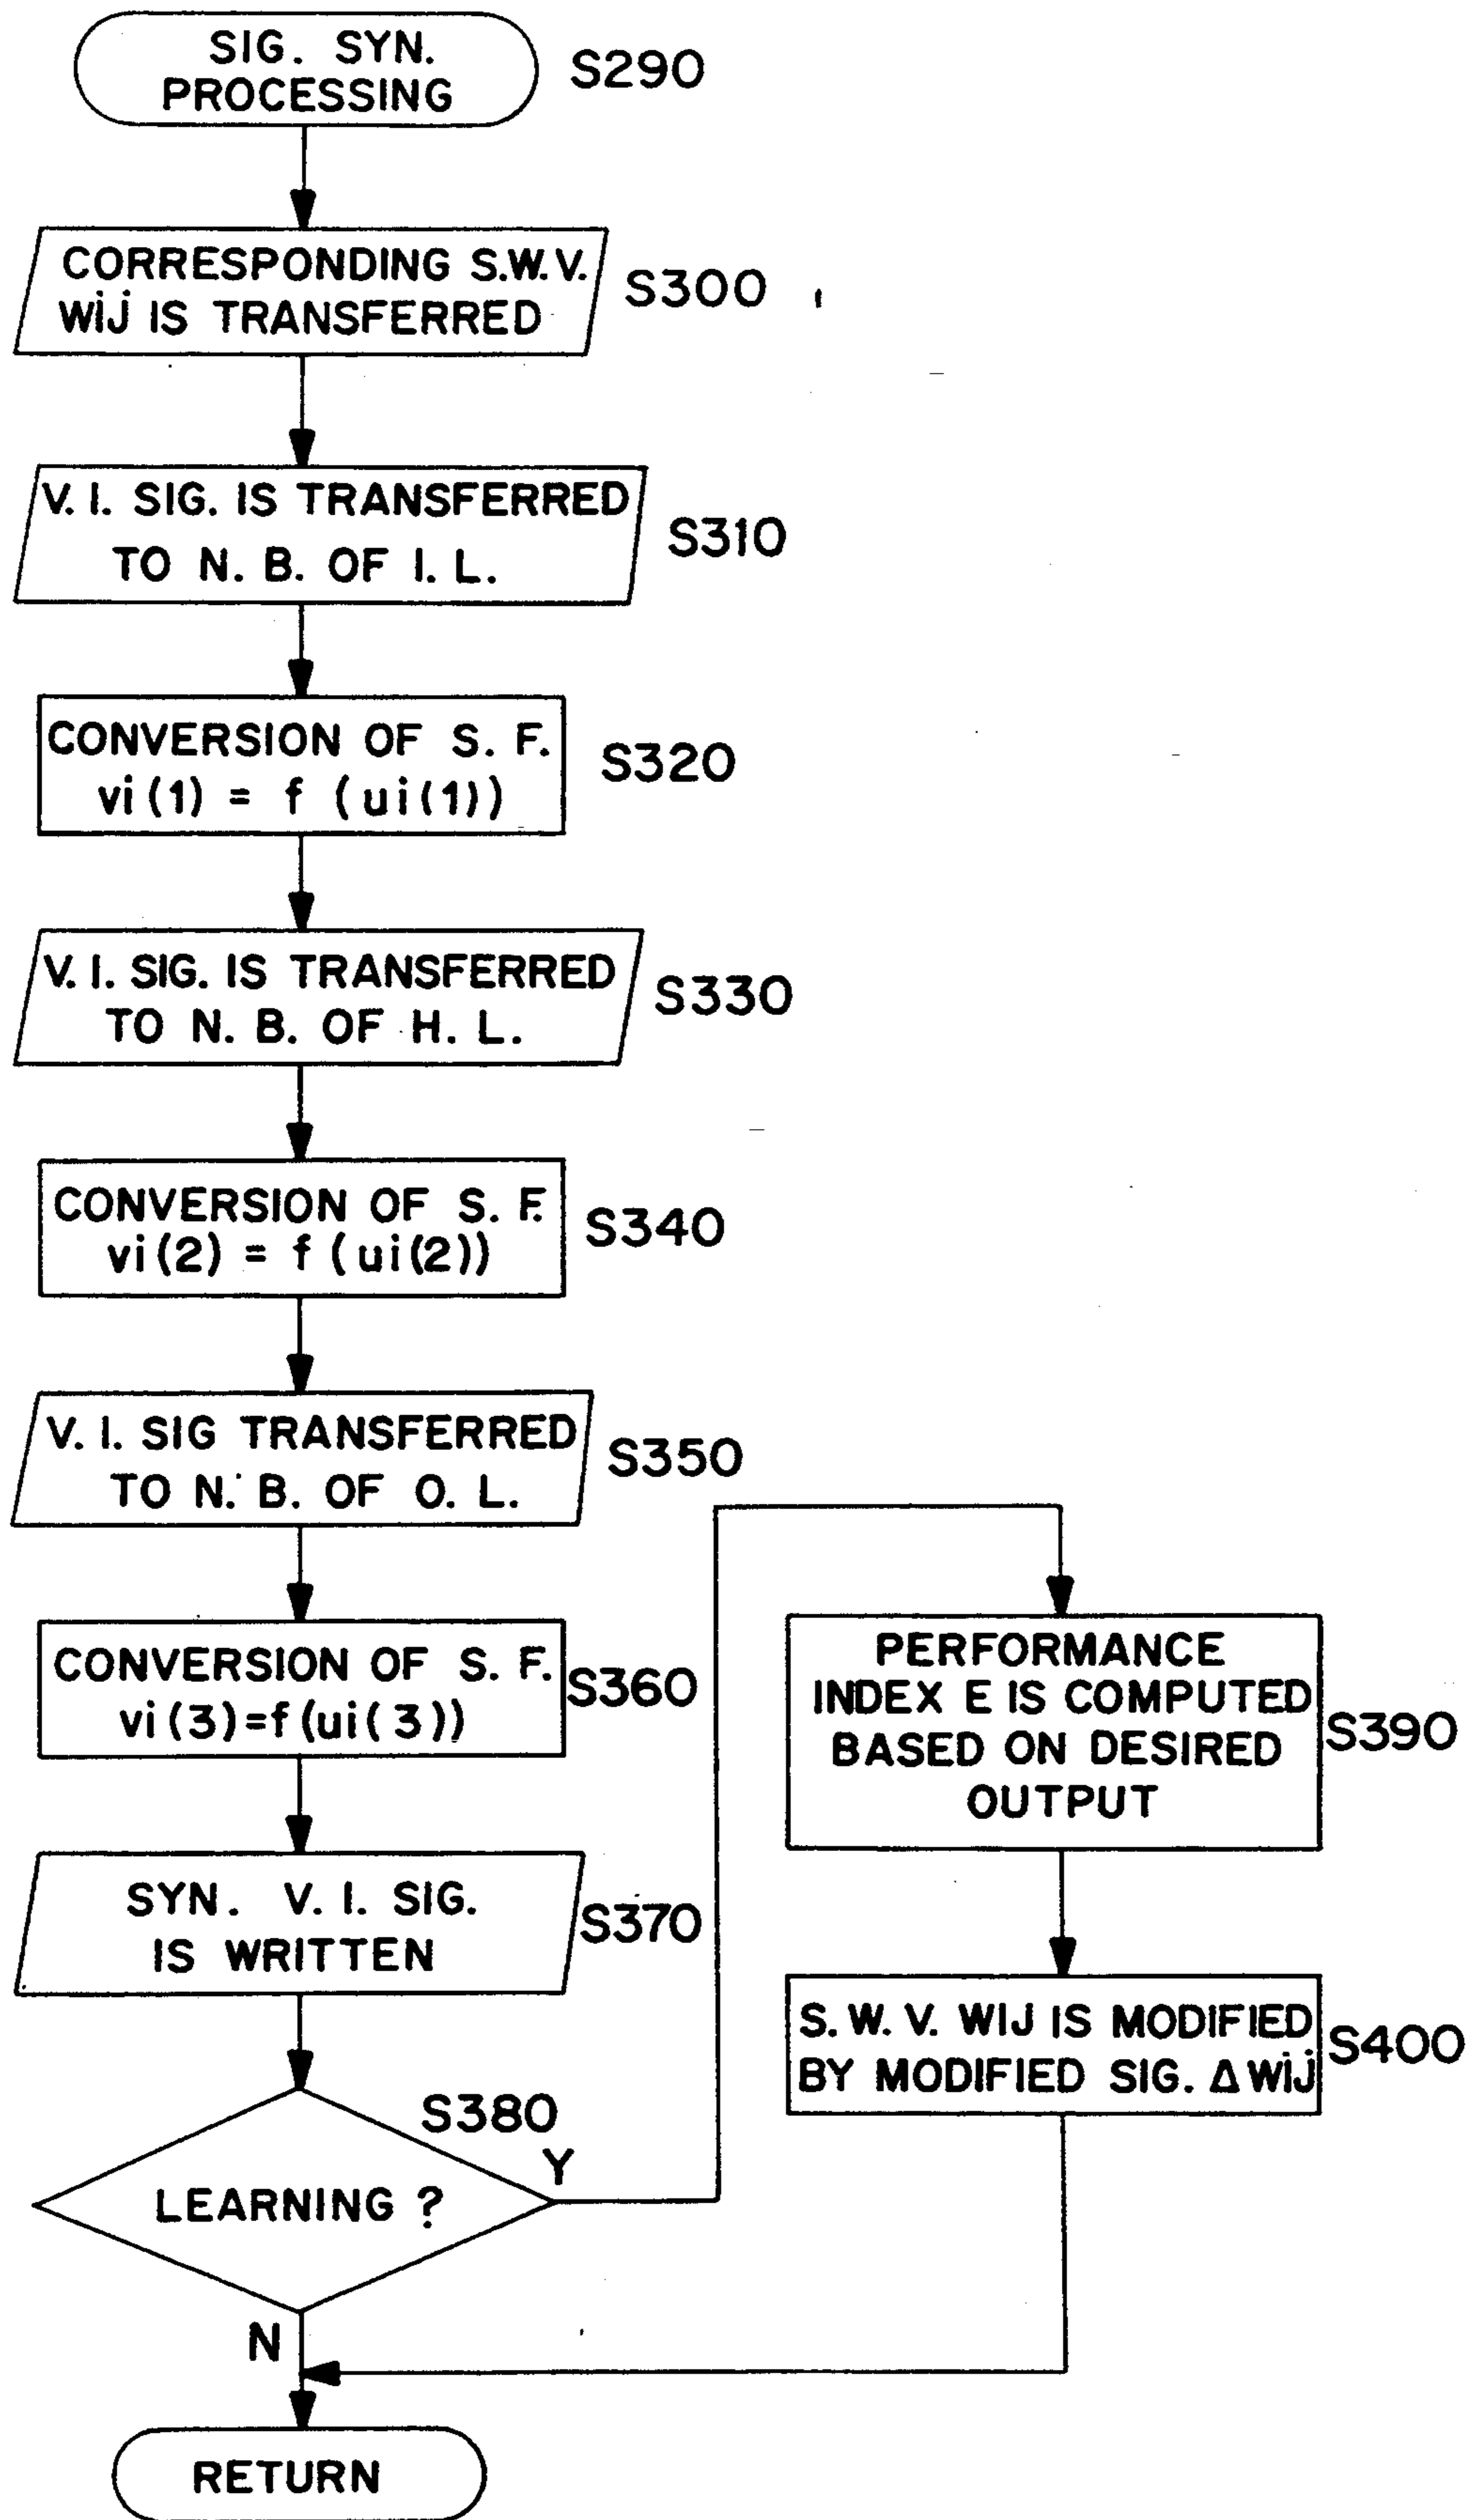 SIG. SYN.
PROCESSING
S290
CORRESPONDING S.W.V.
Wij IS TRANSFERRED
S300
V. I. SIG. IS TRANSFERRED
TO N. B. OF I. L.
S310
CONVERSION OF S. F.
vi(1) = f (ui(1))
S320
V. I. SIG. IS TRANSFERRED
TO N. B. OF H. L.
S330
CONVERSION OF S. F.
vi(2) = f (ui(2))
S340
V. I. SIG TRANSFERRED
TO N. B. OF O. L.
S350
CONVERSION OF S. F.
vi(3)=f(ui(3))
S360
SYN. V. I. SIG.
IS WRITTEN
S370
LEARNING ?
S380
Y
N
PERFORMANCE
INDEX E IS COMPUTED
BASED ON DESIRED
OUTPUT
S390
S. W. V. WIJ IS MODIFIED
BY MODIFIED SIG. Δ Wij
S400
RETURN